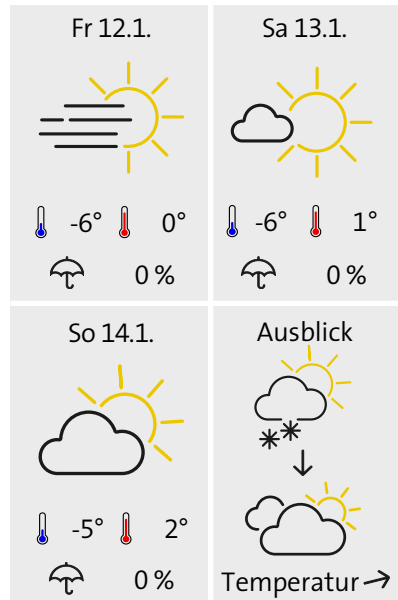 Fr 12.1.
-6° 0°
0 %
Sa 13.1.
-6° 1°
0 %
So 14.1.
-5° 2°
0 %
Ausblick
Temperatur